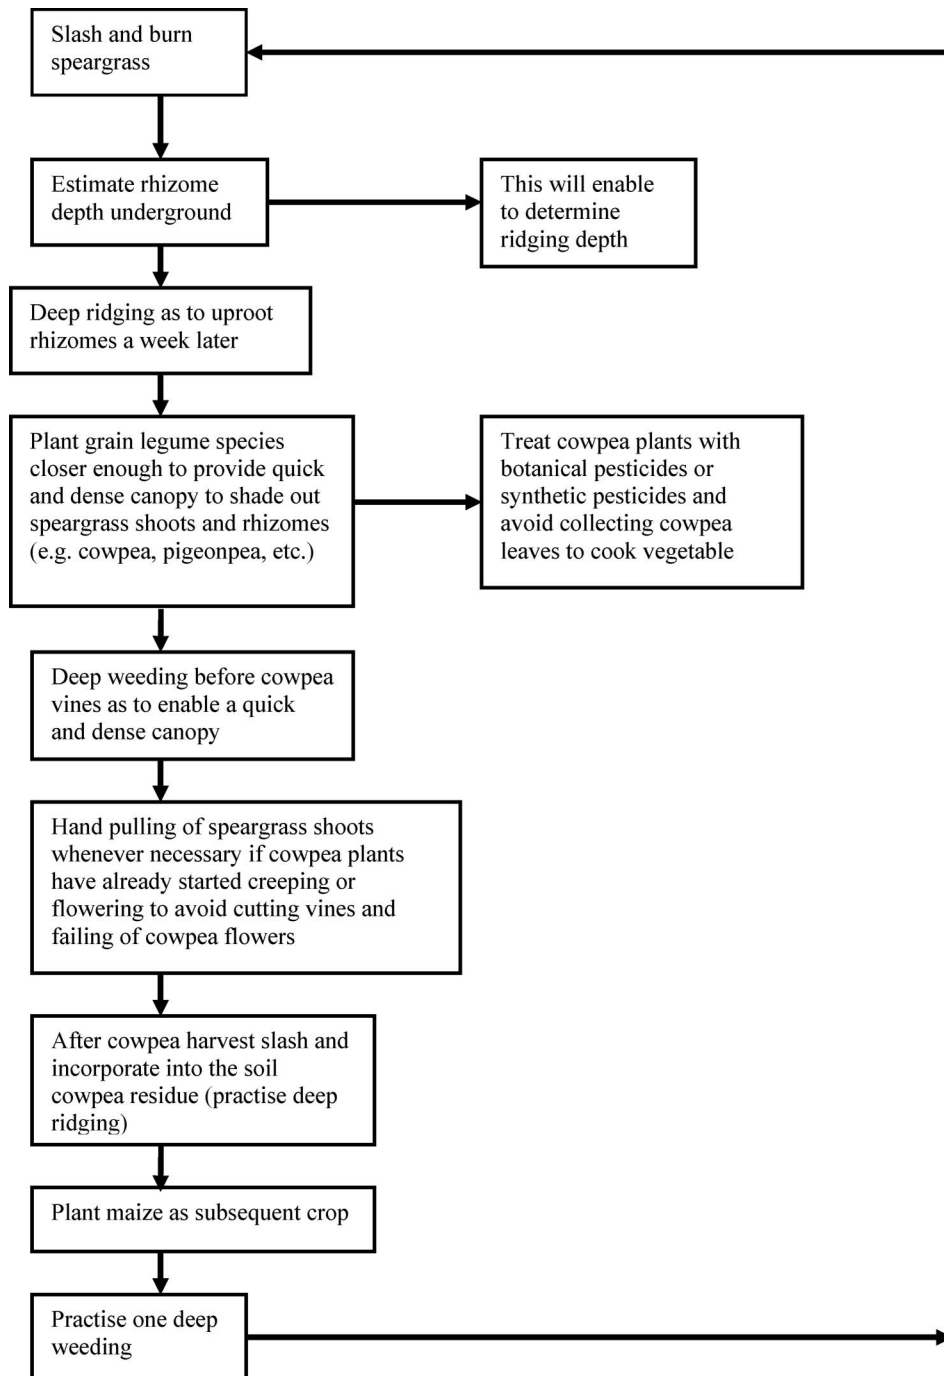 Slash and burn
speargrass
Estimate rhizome
depth underground
This will enable
to determine
ridging depth
Deep ridging as to uproot
rhizomes a week later
Plant grain legume species
closer enough to provide quick
and dense canopy to shade out
speargrass shoots and rhizomes
(e.g. cowpea, pigeonpea, etc.)
Treat cowpea plants with
botanical pesticides or
synthetic pesticides and
avoid collecting cowpea
leaves to cook vegetable
Deep weeding before cowpea
vines as to enable a quick
and dense canopy
Hand pulling of speargrass shoots
whenever necessary if cowpea plants
have already started creeping or
flowering to avoid cutting vines and
failing of cowpea flowers
After cowpea harvest slash and
incorporate into the soil
cowpea residue (practise deep
ridging)
Plant maize as subsequent crop
Practise one deep
weeding